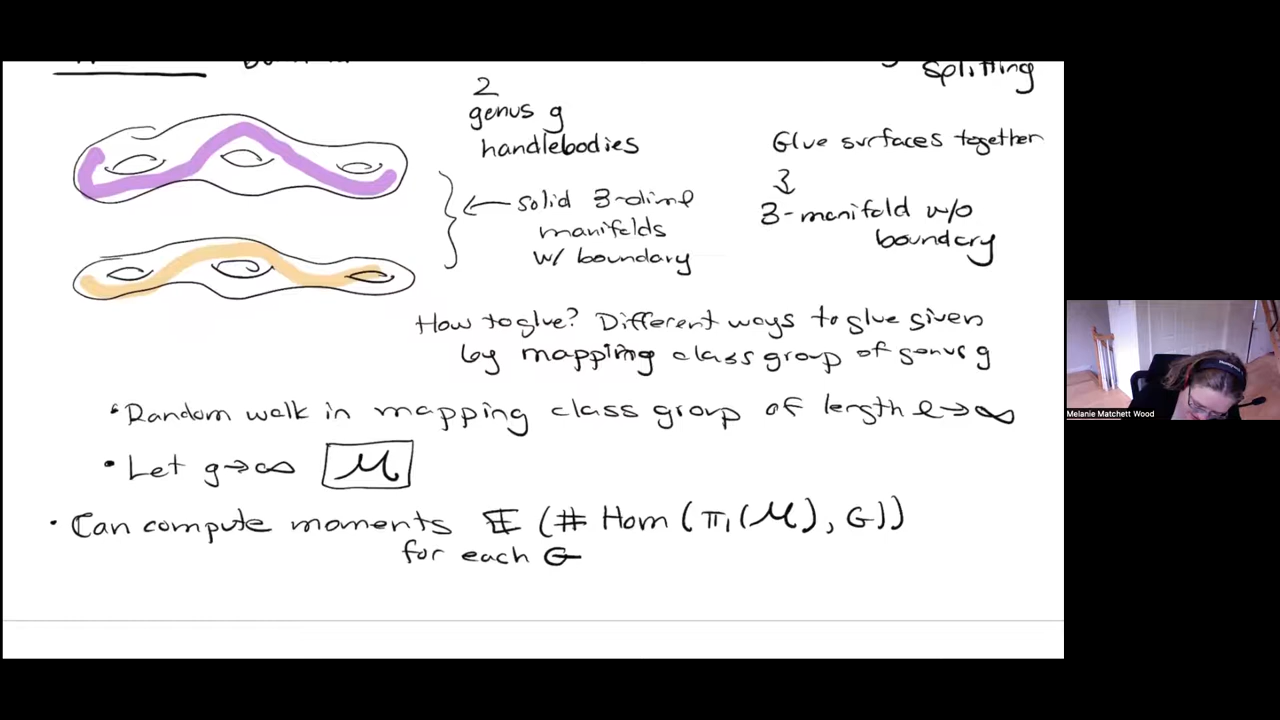 splitting
2
genus g
handlebodies
Glue surfaces together
← solid 3-dim'l
manifolds
w/ boundary
3-manifold w/o
boundary
How to glue? Different ways to glue given
by mapping class group of genus g
• Random walk in mapping class group of length ℓ→∞
• Let g→∞ M
• Can compute moments 𝔼 (# Hom (π₁(M), G))
for each G
Melanie Matchett Wood